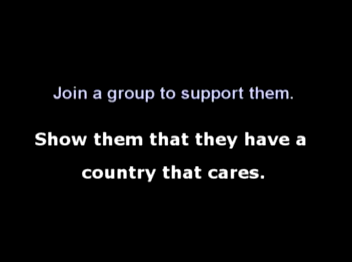 Join a group to support them.
Show them that they have a
country that cares.